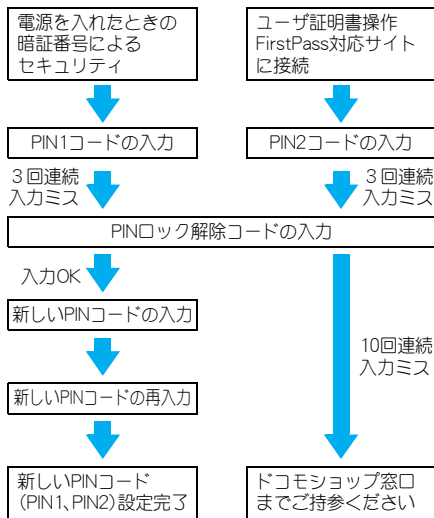 電源を入れたときの
暗証番号による
セキュリティ
ユーザ証明書操作
FirstPass対応サイト
に接続
PIN1コードの入力
PIN2コードの入力
3回連続
入力ミス
3回連続
入力ミス
PINロック解除コードの入力
入力OK
新しいPINコードの入力
10回連続
入力ミス
新しいPINコードの再入力
新しいPINコード
(PIN1、PIN2)設定完了
ドコモショップ窓口
までご持参ください